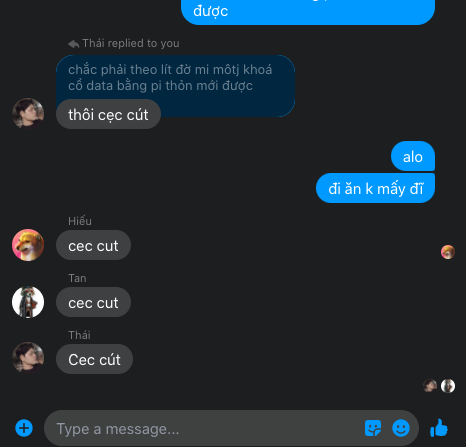 được
Thái replied to you
chắc phải theo lít đờ mi môtj khoá
cổ data bằng pi thỏn mới được
thôi cẹc cút
alo
đi ăn k mấy đĩ
Hiếu
cec cut
Tan
cec cut
Thái
Cec cút
Type a message...